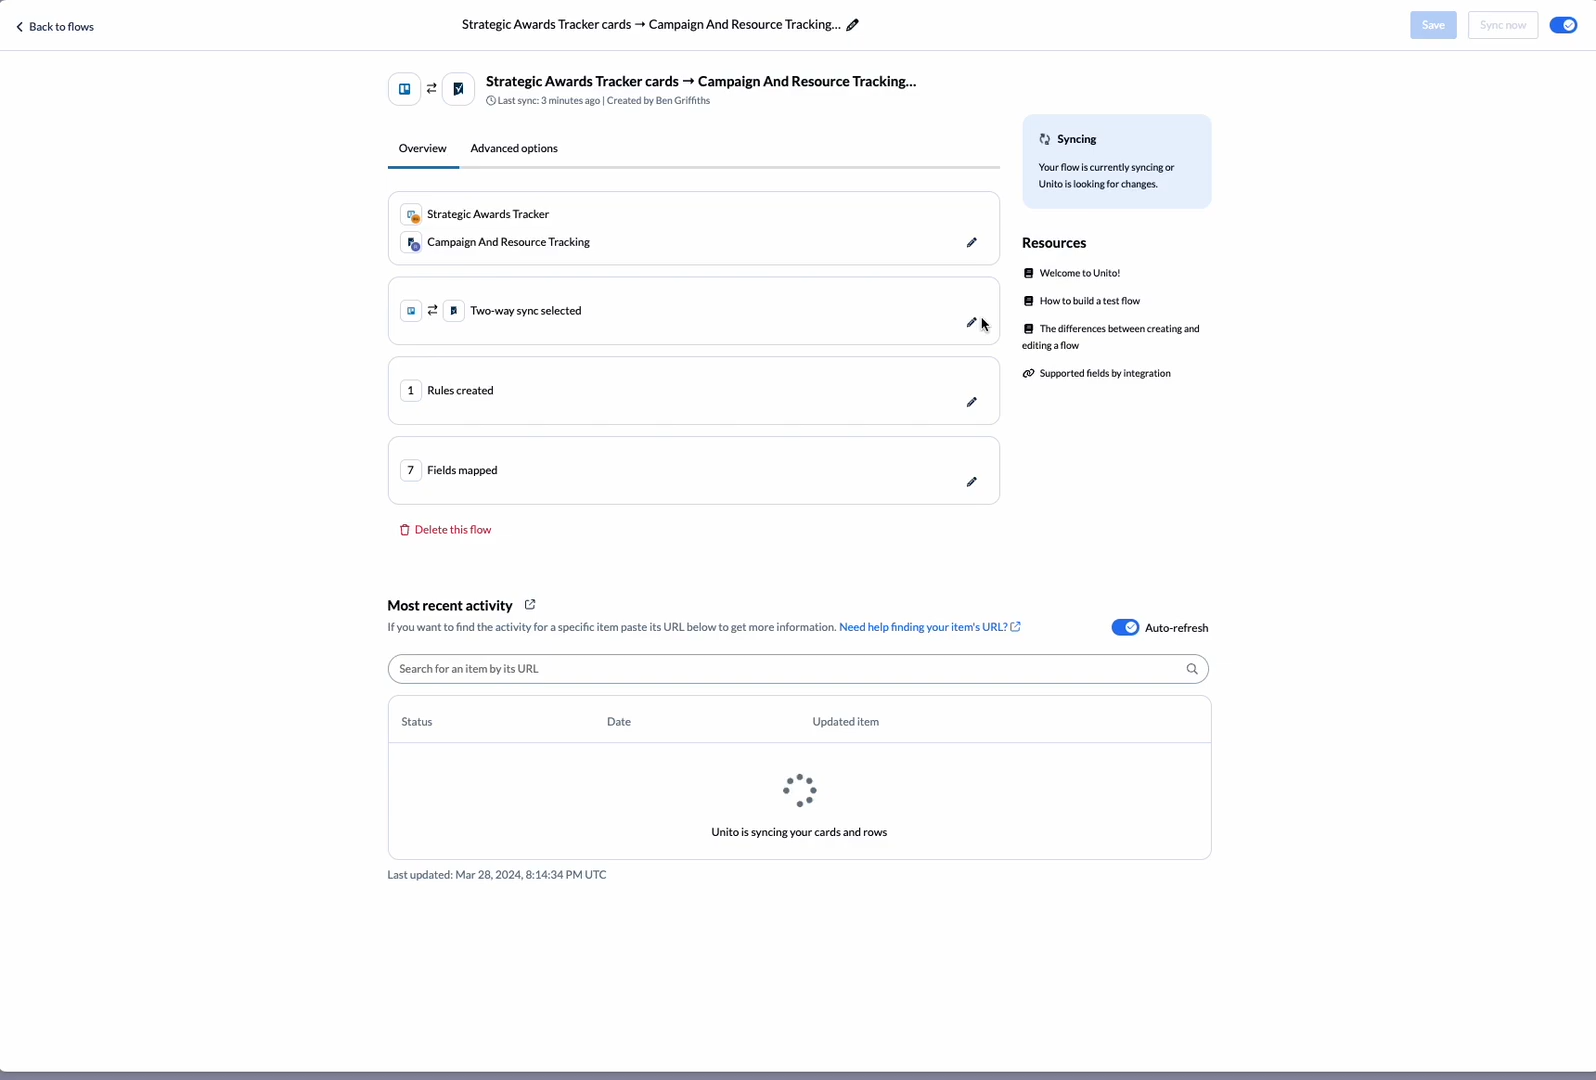 Back to flows
Strategic Awards Tracker cards → Campaign And Resource Tracking...
Save
Sync now
Strategic Awards Tracker cards → Campaign And Resource Tracking...
Last sync: 3 minutes ago | Created by Ben Griffiths
Overview
Advanced options
Syncing
Your flow is currently syncing or
Unito is looking for changes.
Strategic Awards Tracker
Campaign And Resource Tracking
Two-way sync selected
1 Rules created
7 Fields mapped
Delete this flow
Resources
Welcome to Unito!
How to build a test flow
The differences between creating and
editing a flow
Supported fields by integration
Most recent activity
If you want to find the activity for a specific item paste its URL below to get more information. Need help finding your item's URL?
Auto-refresh
Search for an item by its URL
Status Date Updated item
Unito is syncing your cards and rows
Last updated: Mar 28, 2024, 8:14:34 PM UTC